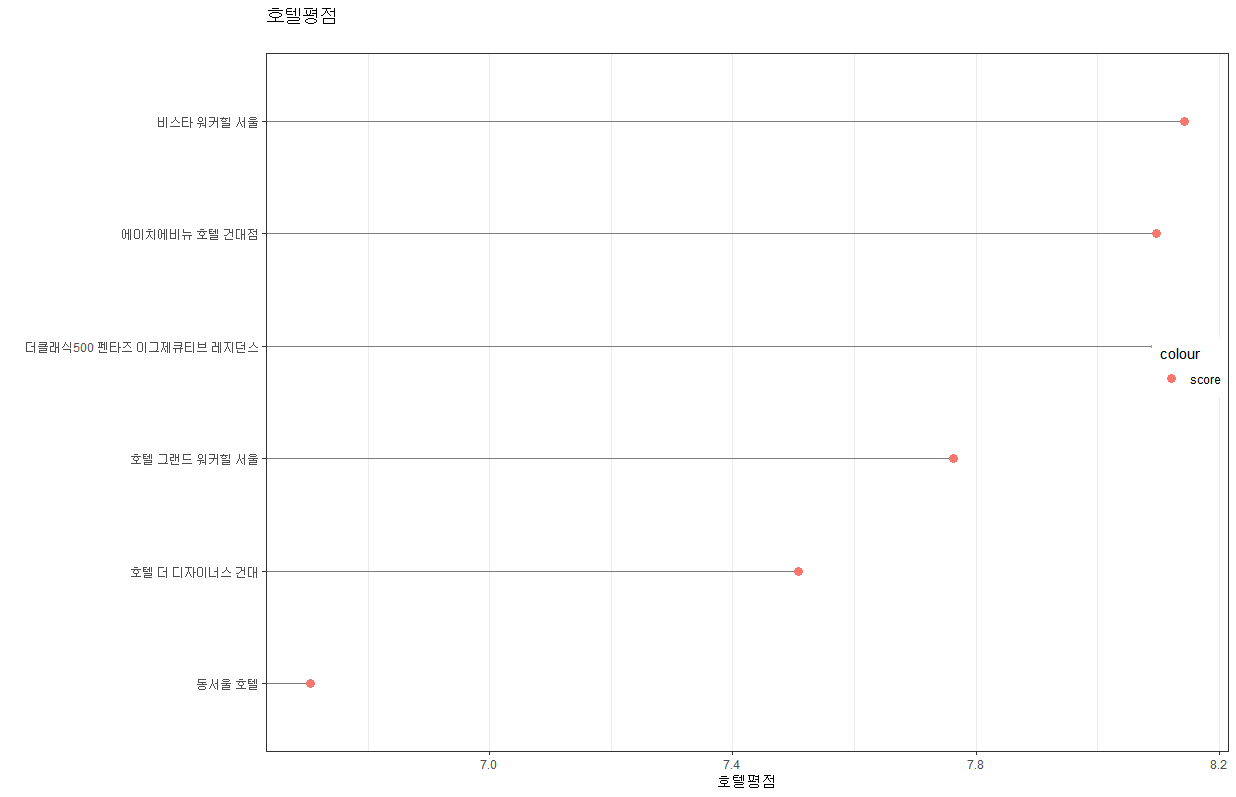 호텔평점
비스타 워커힐 서울
에이치에비뉴 호텔 건대점
더클래식500 펜타즈 이그제큐티브 레지던스
colour
score
호텔 그랜드 워커힐 서울
호텔 더 디자이너스 건대
동서울 호텔
7.0 7.4 7.8 8.2
호텔평점